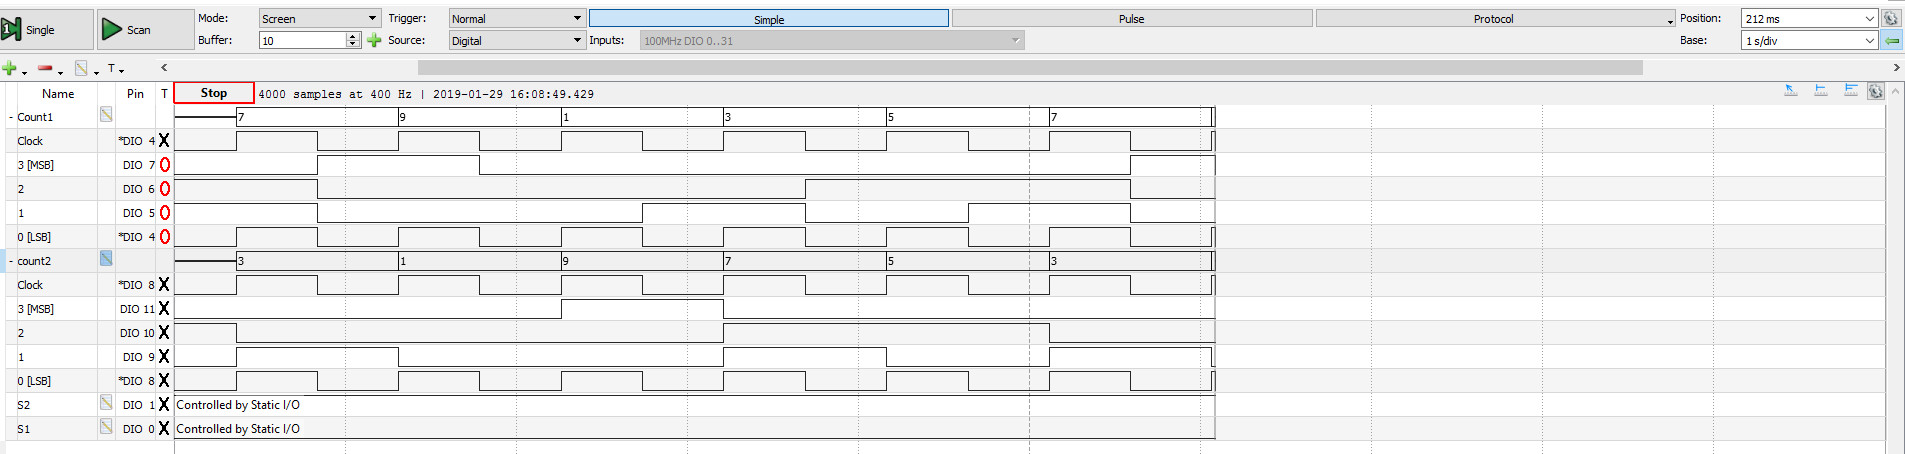 Single Scan Mode: Screen Trigger: Normal Simple Pulse Protocol Position: 212 ms
Buffer: 10 Source: Digital Inputs: 100MHz DIO 0..31 Base: 1 s/div
T
Name Pin T Stop 4000 samples at 400 Hz | 2019-01-29 16:08:49.429
- Count1 7 9 1 3 5 7
Clock *DIO 4 X
3 [MSB] DIO 7 0
2 DIO 6 0
1 DIO 5 0
0 [LSB] *DIO 4 0
- count2 3 1 9 7 5 3
Clock *DIO 8 X
3 [MSB] DIO 11 X
2 DIO 10 X
1 DIO 9 X
0 [LSB] *DIO 8 X
S2 DIO 1 X Controlled by Static I/O
S1 DIO 0 X Controlled by Static I/O